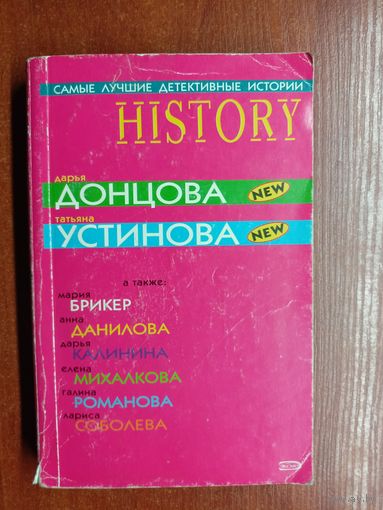 САМЫЕ ЛУЧШИЕ ДЕТЕКТИВНЫЕ ИСТОРИИ
HISTORY
дарья
ДОНЦОВА NEW
татьяна
УСТИНОВА NEW
а также:
мария
БРИКЕР
анна
ДАНИЛОВА
дарья
КАЛИНИНА
елена
МИХАЛКОВА
галина
РОМАНОВА
лариса
СОБОЛЕВА
ЭКСМО